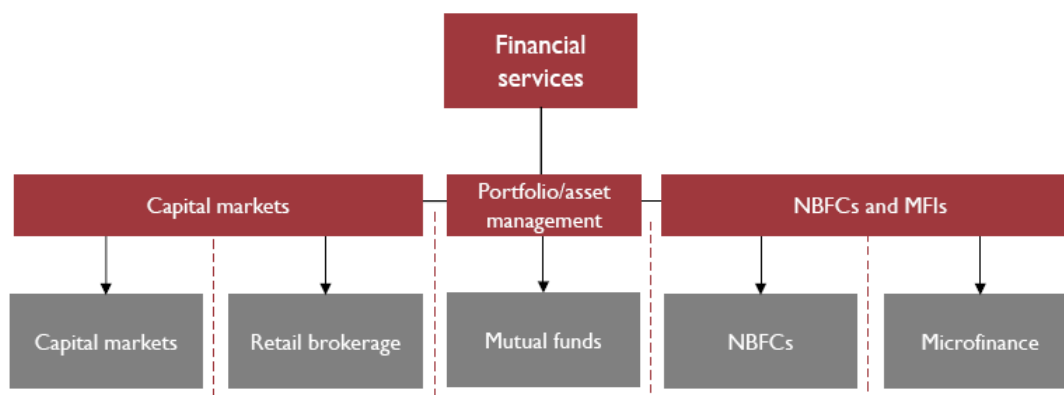 Financial
services
Capital markets
Portfolio/asset
management
NBFCs and MFIs
Capital markets
Retail brokerage
Mutual funds
NBFCs
Microfinance